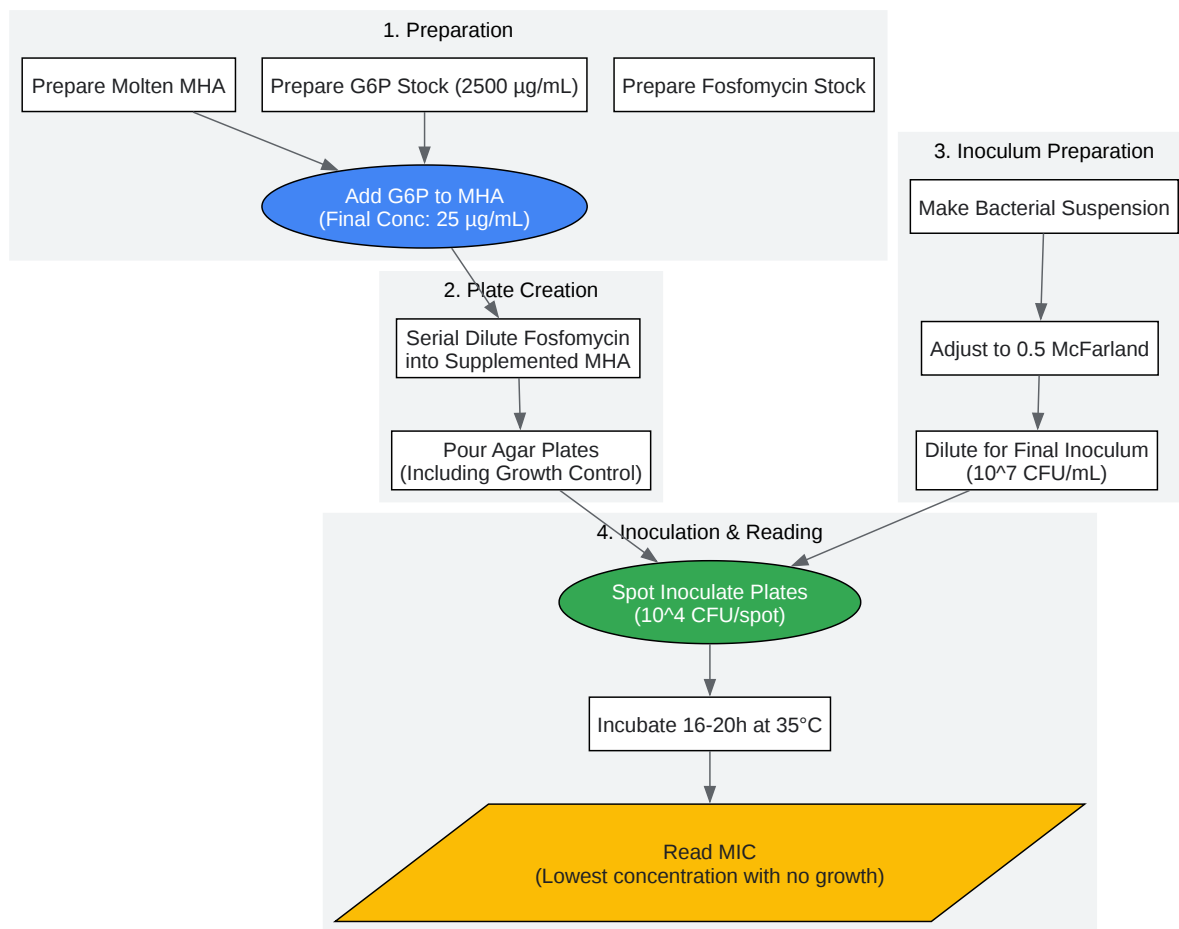 1. Preparation
Prepare Molten MHA
Prepare G6P Stock (2500 µg/mL)
Prepare Fosfomycin Stock
Add G6P to MHA
(Final Conc: 25 µg/mL)
2. Plate Creation
Serial Dilute Fosfomycin
into Supplemented MHA
Pour Agar Plates
(Including Growth Control)
3. Inoculum Preparation
Make Bacterial Suspension
Adjust to 0.5 McFarland
Dilute for Final Inoculum
(10^7 CFU/mL)
4. Inoculation & Reading
Spot Inoculate Plates
(10^4 CFU/spot)
Incubate 16-20h at 35°C
Read MIC
(Lowest concentration with no growth)